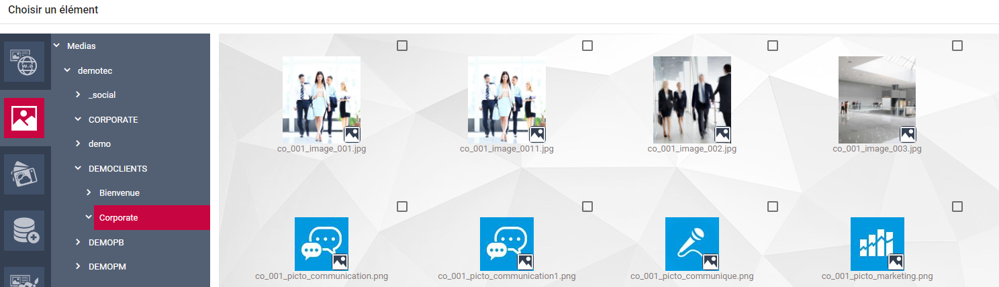 Choisir un élément
Medias
demotec
_social
CORPORATE
demo
DEMOCLIENTS
Bienvenue
Corporate
DEMOPB
DEMOPM
w.a
co_001_image_001.jpg
co_001_image_0011.jpg
co_001_image_002.jpg
co_001_image_003.jpg
co_001_picto_communication.png
co_001_picto_communication1.png
co_001_picto_communique.png
co_001_picto_marketing.png